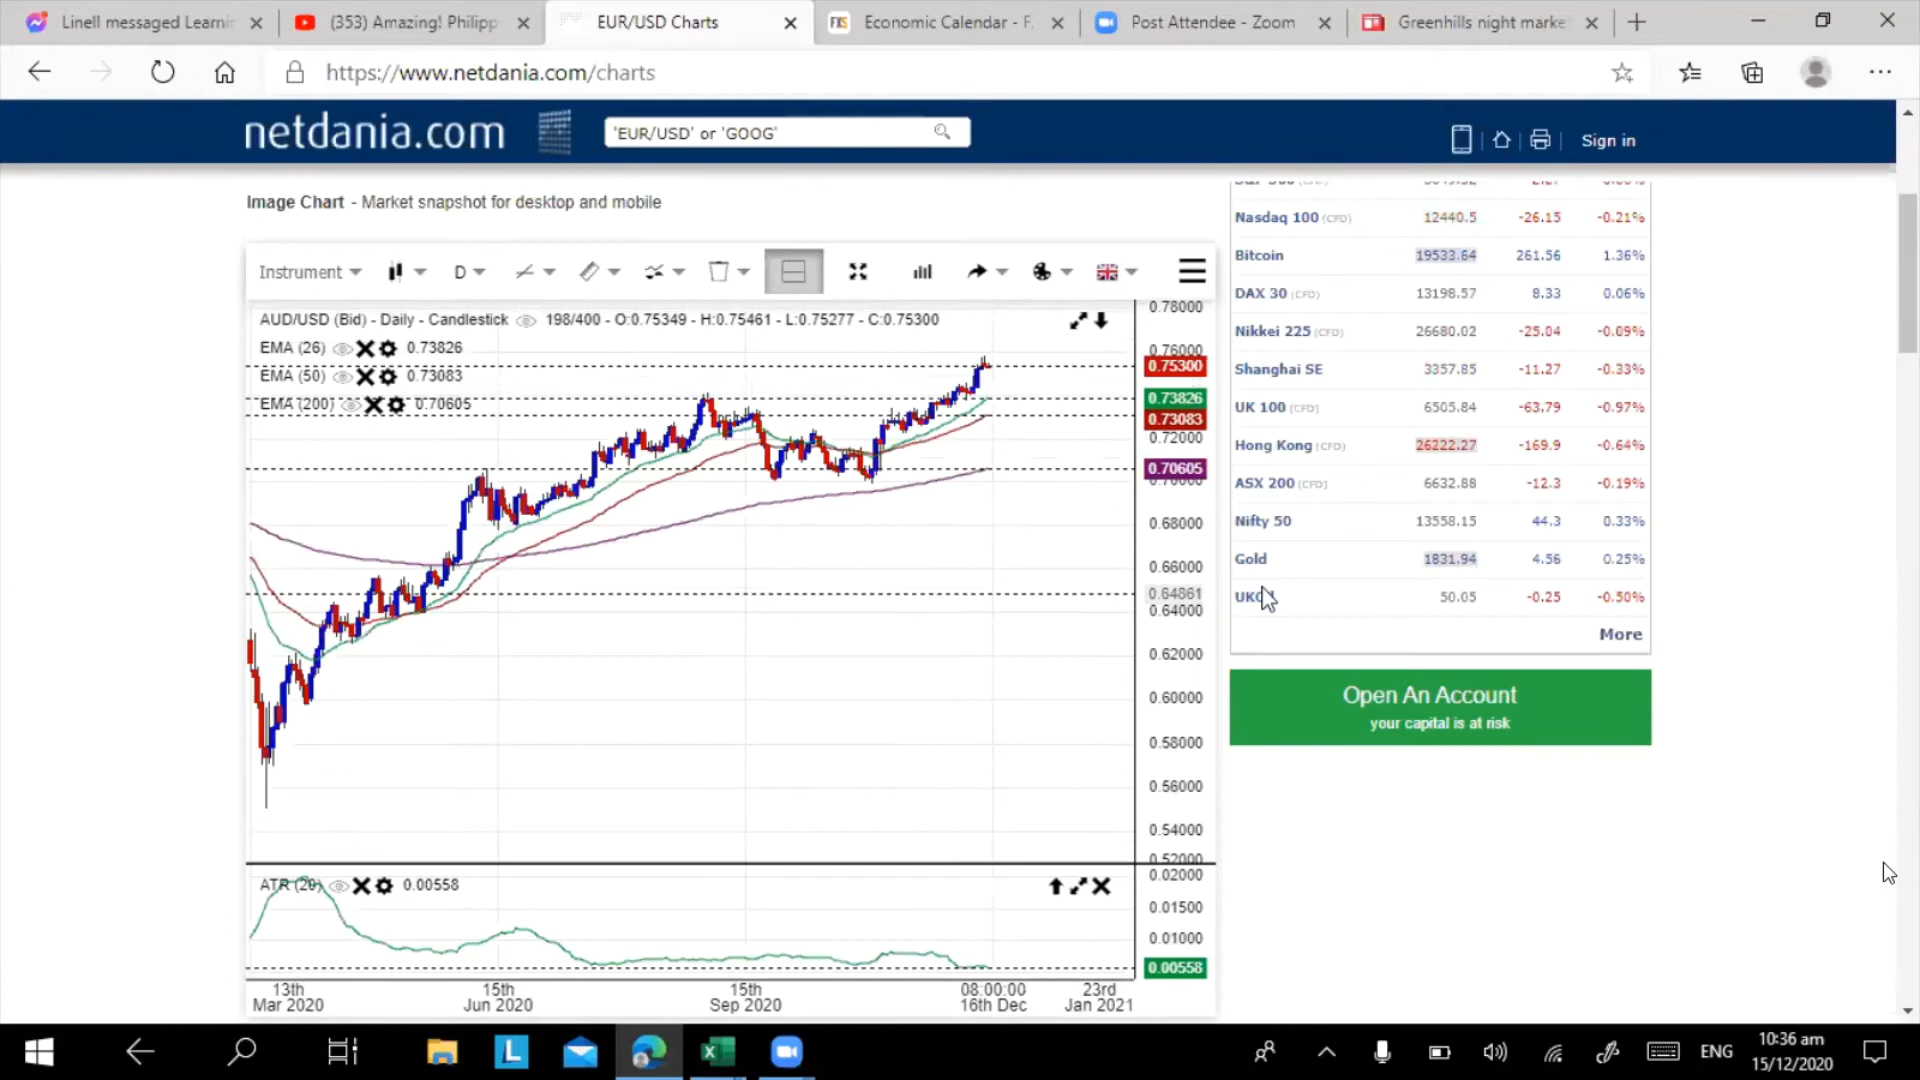 Linell messaged Learnin
(353) Amazing! Philipp
EUR/USD Charts
FXS Economic Calendar - F
Post Attendee - Zoom
Greenhills night marke
https://www.netdania.com/charts
netdania.com
'EUR/USD' or 'GOOG'
Sign in
Image Chart - Market snapshot for desktop and mobile
Instrument
D
AUD/USD (Bid) - Daily - Candlestick 198/400 - O:0.75349 - H:0.75461 - L:0.75277 - C:0.75300
EMA (26) 0.73826
EMA (50) 0.73083
EMA (200) 0.70605
0.78000
0.76000
0.75300
0.73826
0.73083
0.72000
0.70605
0.70000
0.68000
0.66000
0.64861
0.64000
0.62000
0.60000
0.58000
0.56000
0.54000
0.52000
ATR (20) 0.00558
0.02000
0.01500
0.01000
0.00558
13th 15th 15th 08:00:00 23rd
Mar 2020 Jun 2020 Sep 2020 16th Dec Jan 2021
Nasdaq 100 (CFD) 12440.5 -26.15 -0.21%
Bitcoin 19533.64 261.56 1.36%
DAX 30 (CFD) 13198.57 8.33 0.06%
Nikkei 225 (CFD) 26680.02 -25.04 -0.09%
Shanghai SE 3357.85 -11.27 -0.33%
UK 100 (CFD) 6505.84 -63.79 -0.97%
Hong Kong (CFD) 26222.27 -169.9 -0.64%
ASX 200 (CFD) 6632.88 -12.3 -0.19%
Nifty 50 13558.15 44.3 0.33%
Gold 1831.94 4.56 0.25%
50.05 -0.25 -0.50%
More
Open An Account
your capital is at risk
ENG
10:36 am
15/12/2020